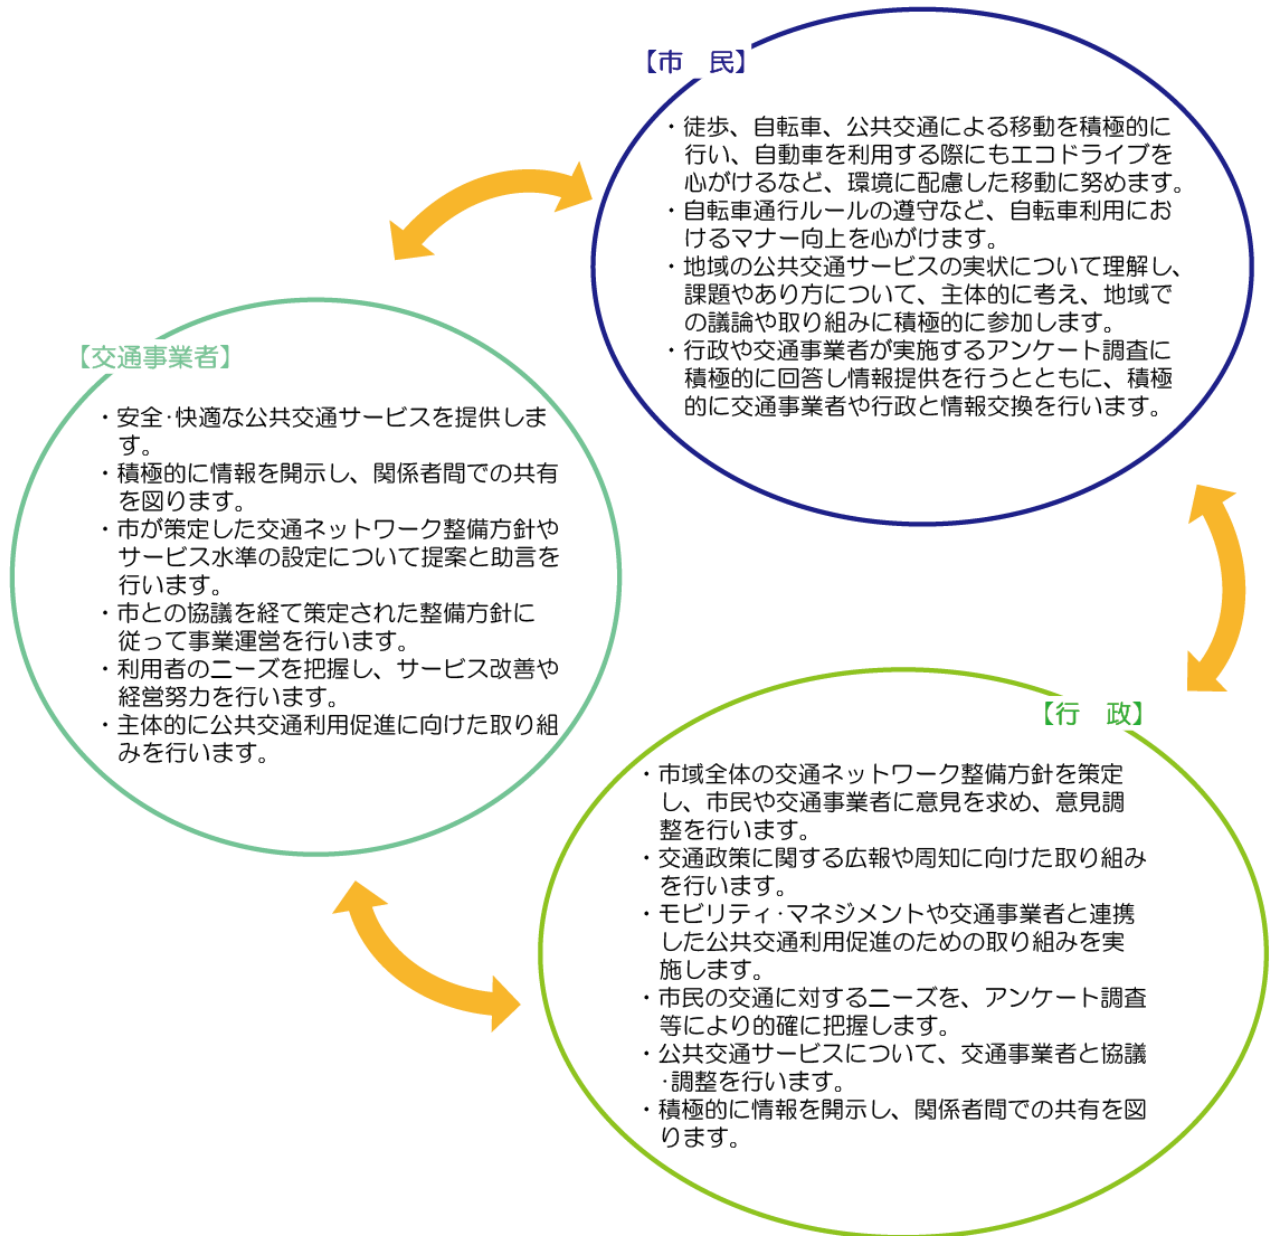 【市　民】
・徒歩、自転車、公共交通による移動を積極的に
行い、自動車を利用する際にもエコドライブを
心がけるなど、環境に配慮した移動に努めます。
・自転車通行ルールの遵守など、自転車利用にお
けるマナー向上を心がけます。
・地域の公共交通サービスの実状について理解し、
課題やあり方について、主体的に考え、地域で
の議論や取り組みに積極的に参加します。
・行政や交通事業者が実施するアンケート調査に
積極的に回答し情報提供を行うとともに、積極
的に交通事業者や行政と情報交換を行います。
【交通事業者】
・安全･快適な公共交通サービスを提供しま
す。
・積極的に情報を開示し、関係者間での共有
を図ります。
・市が策定した交通ネットワーク整備方針や
サービス水準の設定について提案と助言を
行います。
・市との協議を経て策定された整備方針に
従って事業運営を行います。
・利用者のニーズを把握し、サービス改善や
経営努力を行います。
・主体的に公共交通利用促進に向けた取り組
みを行います。
【行　政】
・市域全体の交通ネットワーク整備方針を策定
し、市民や交通事業者に意見を求め、意見調
整を行います。
・交通政策に関する広報や周知に向けた取り組み
を行います。
・モビリティ･マネジメントや交通事業者と連携
した公共交通利用促進のための取り組みを実
施します。
・市民の交通に対するニーズを、アンケート調査
等により的確に把握します。
・公共交通サービスについて、交通事業者と協議
･調整を行います。
・積極的に情報を開示し、関係者間での共有を図
ります。